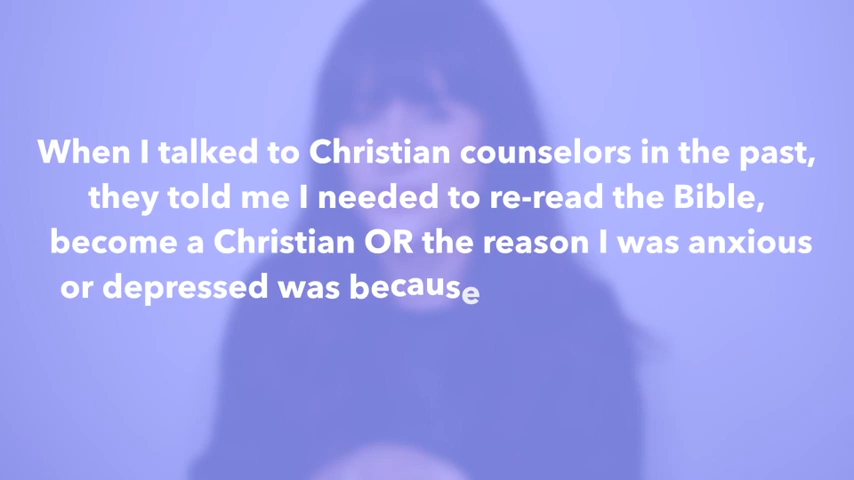 When I talked to Christian counselors in the past,
they told me I needed to re-read the Bible,
become a Christian OR the reason I was anxious
or depressed was because